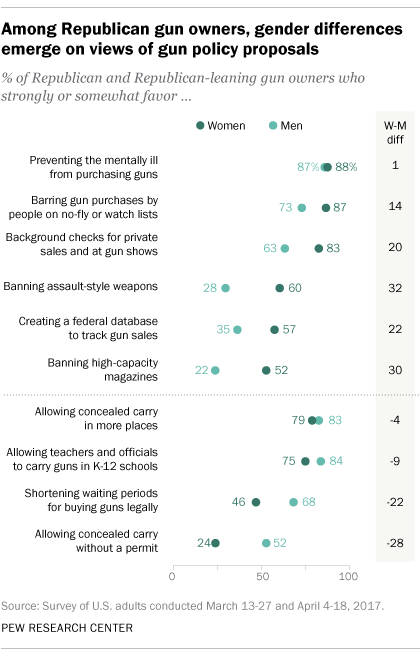 Among Republican gun owners, gender differences
emerge on views of gun policy proposals
% of Republican and Republican-leaning gun owners who
strongly or somewhat favor ...
Women Men W-M
diff
Preventing the mentally ill
from purchasing guns 87% 88% 1
Barring gun purchases by
people on no-fly or watch lists 73 87 14
Background checks for private
sales and at gun shows 63 83 20
Banning assault-style weapons 28 60 32
Creating a federal database
to track gun sales 35 57 22
Banning high-capacity
magazines 22 52 30
Allowing concealed carry
in more places 79 83 -4
Allowing teachers and officials
to carry guns in K-12 schools 75 84 -9
Shortening waiting periods
for buying guns legally 46 68 -22
Allowing concealed carry
without a permit 24 52 -28
0 50 100
Source: Survey of U.S. adults conducted March 13-27 and April 4-18, 2017.
PEW RESEARCH CENTER